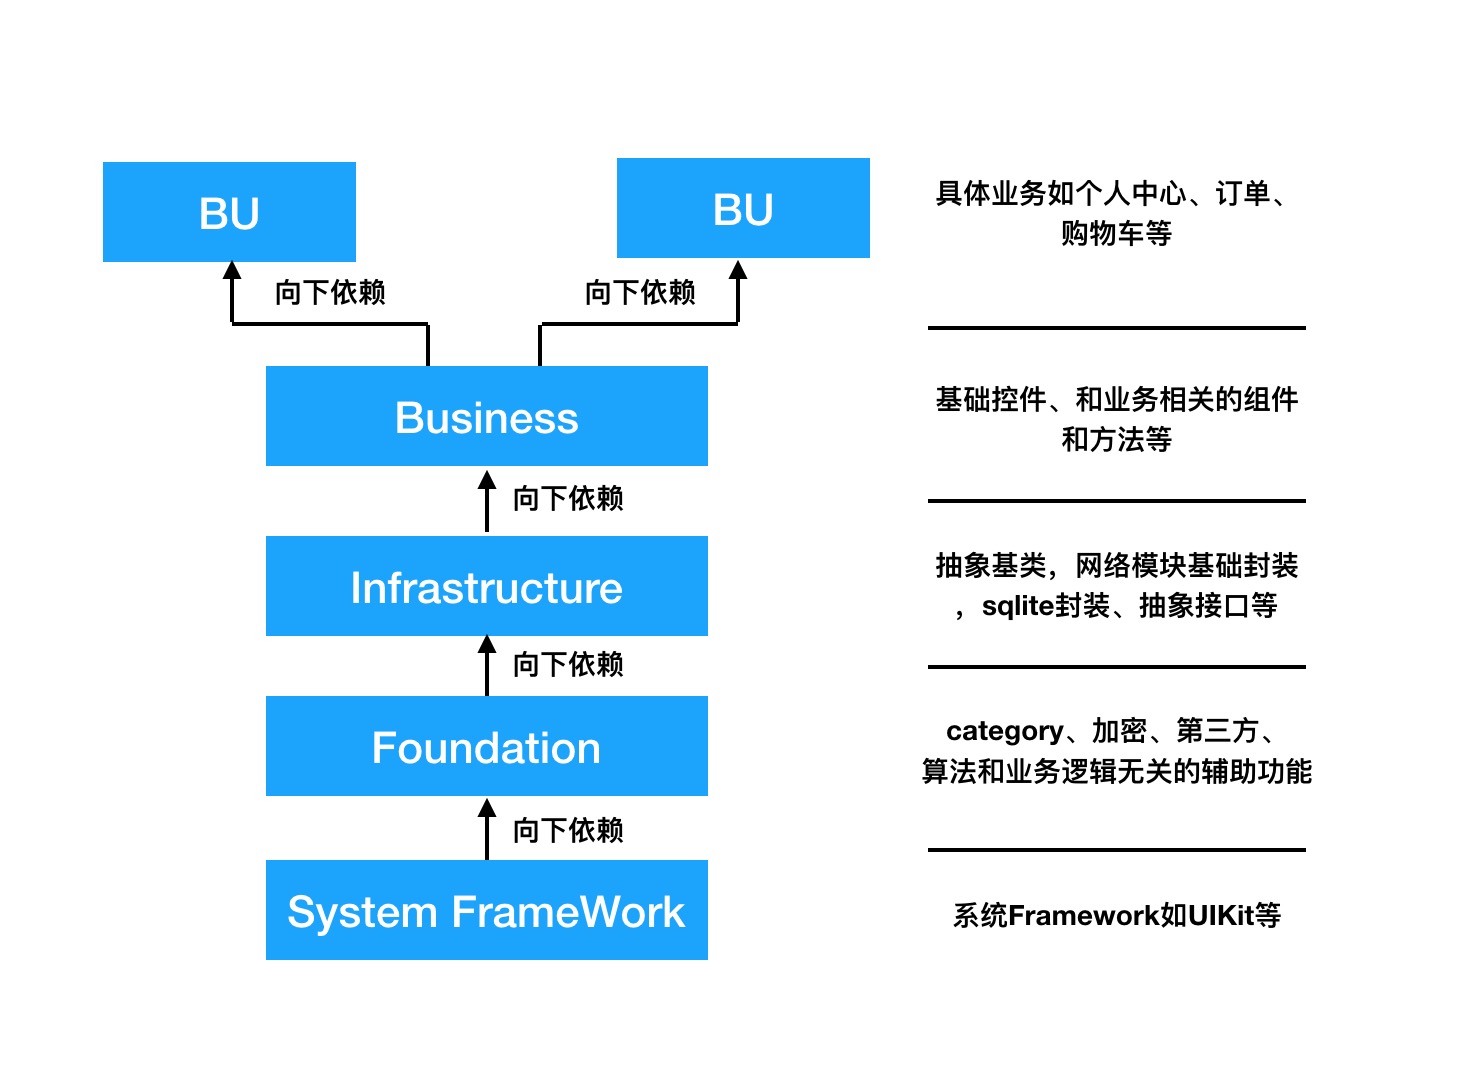 BU
BU
具体业务如个人中心、订单、
购物车等
向下依赖
向下依赖
Business
基础控件、和业务相关的组件
和方法等
向下依赖
Infrastructure
抽象基类，网络模块基础封装
，sqlite封装、抽象接口等
向下依赖
Foundation
category、加密、第三方、
算法和业务逻辑无关的辅助功能
向下依赖
System FrameWork
系统Framework如UIKit等